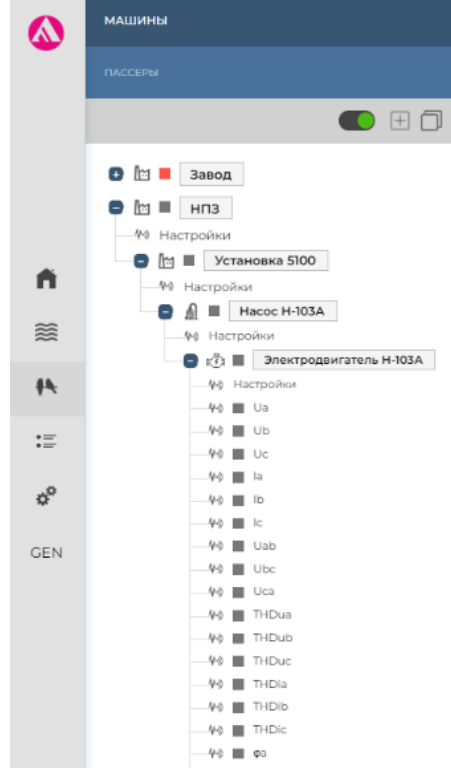 МАШИНЫ
ПАССЕРЫ
Завод
НПЗ
Настройки
Установка 5100
Настройки
Насос Н-103А
Настройки
Электродвигатель Н-103А
Настройки
Ua
Ub
Uc
Ia
Ib
Ic
Uab
Ubc
Uca
THDua
THDub
THDuc
THDia
THDib
THDic
φa
GEN